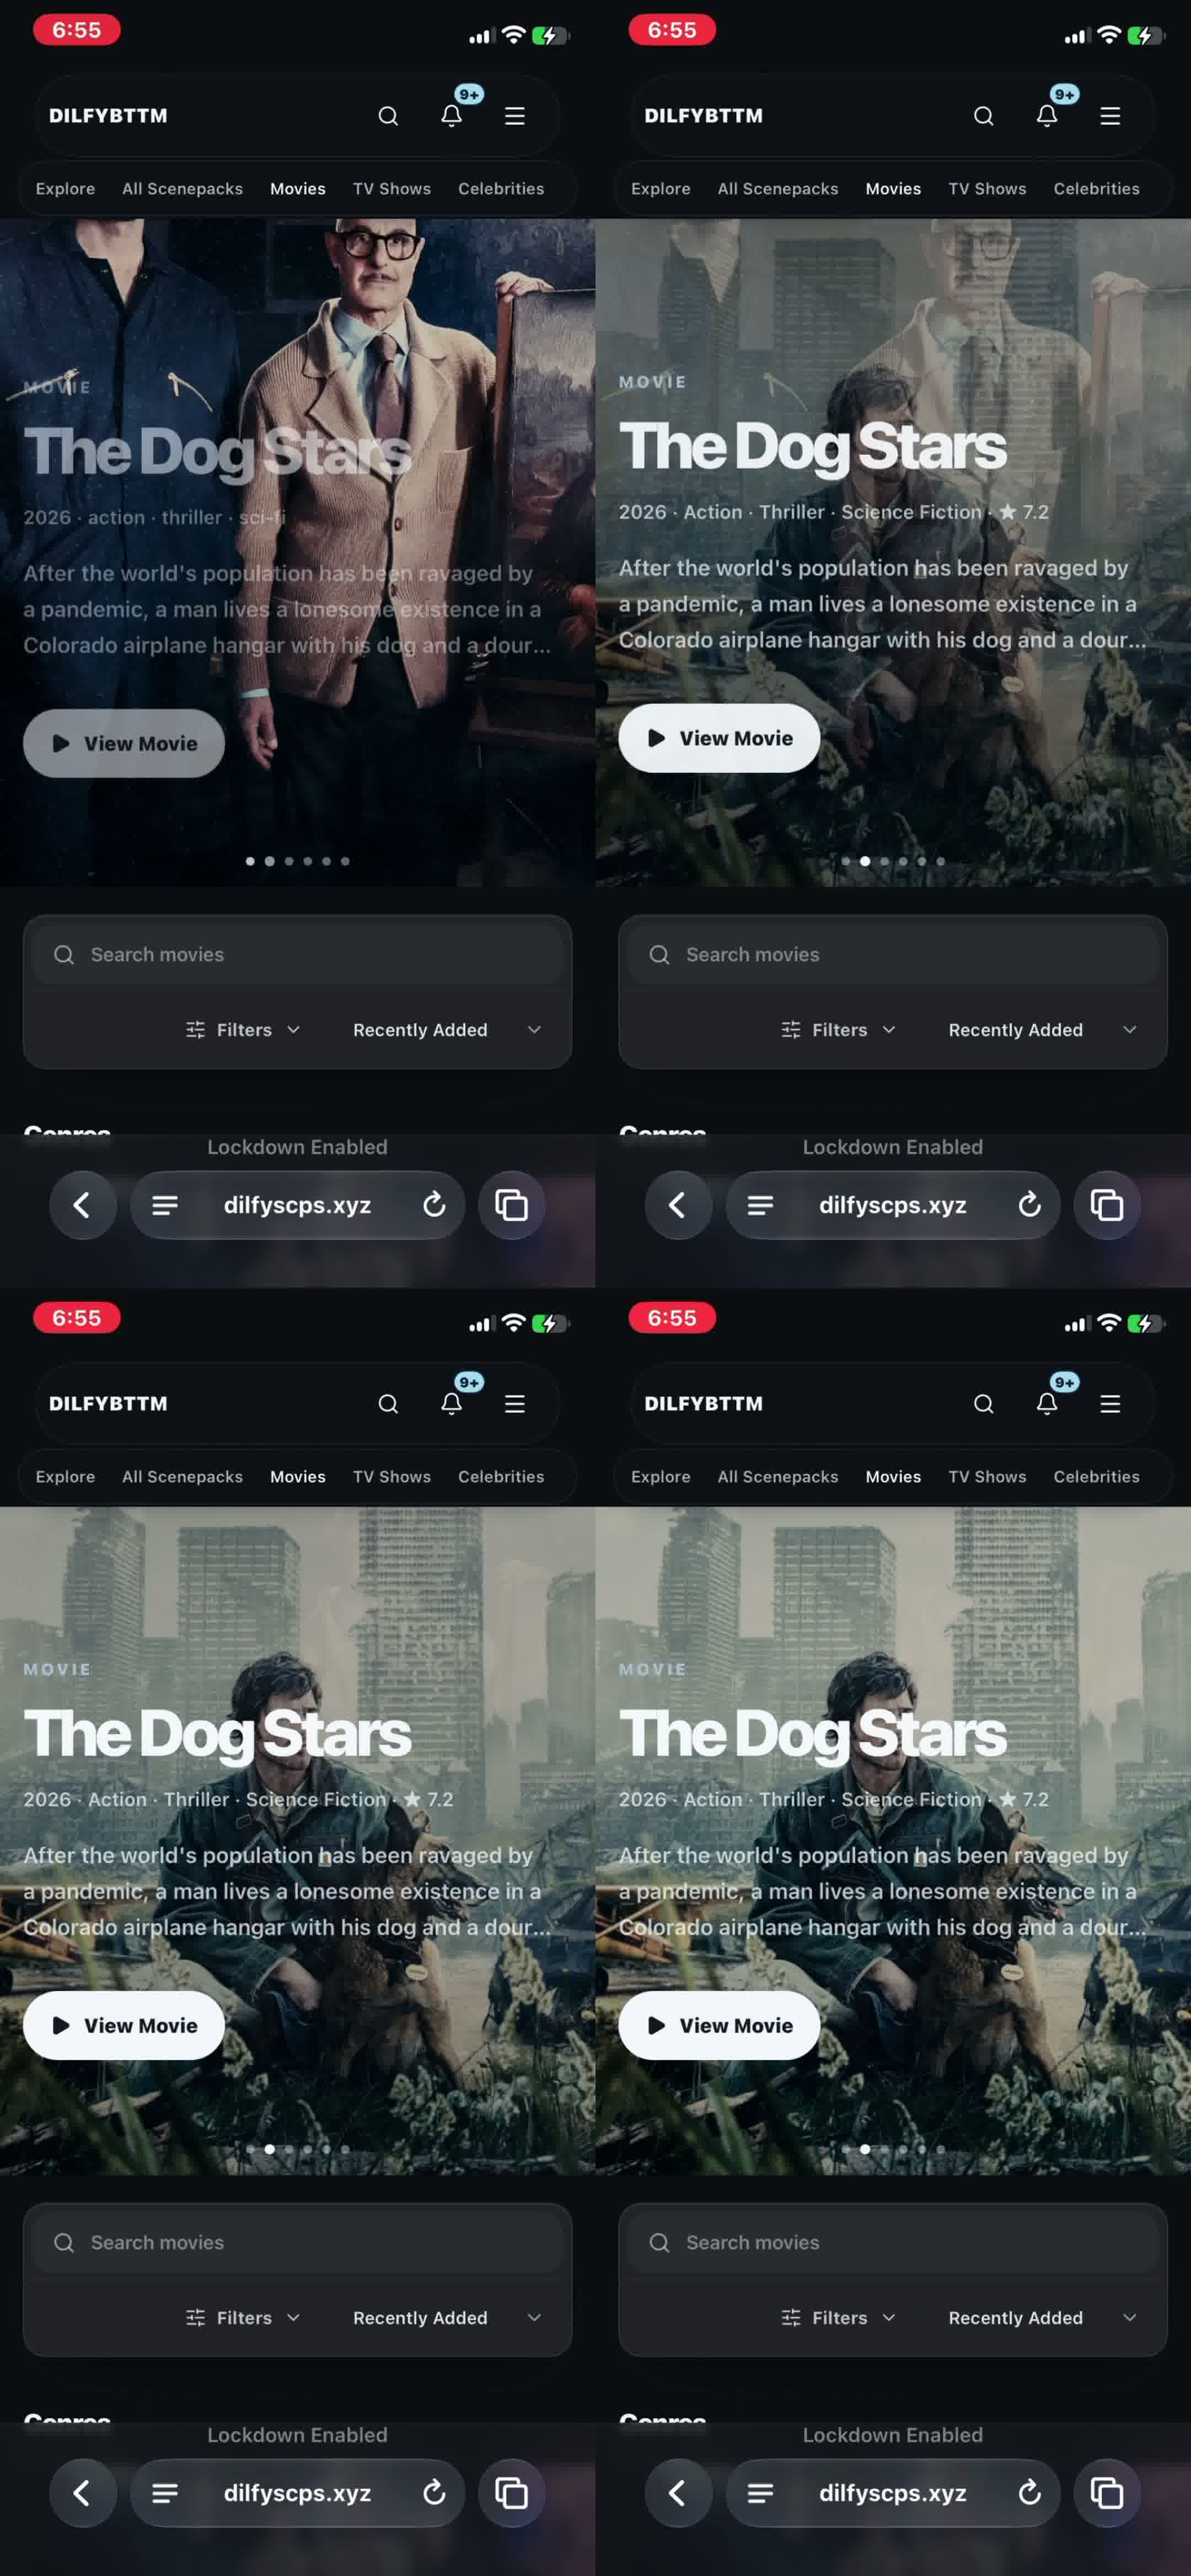 6:55
DILFYBTTM
9+
Explore All Scenepacks Movies TV Shows Celebrities
MOVIE
The Dog Stars
2026 · action · thriller · sci-fi
After the world's population has been ravaged by
a pandemic, a man lives a lonesome existence in a
Colorado airplane hangar with his dog and a dour...
View Movie
Search movies
Filters Recently Added
Genres
Lockdown Enabled
dilfyscps.xyz
6:55
DILFYBTTM
9+
Explore All Scenepacks Movies TV Shows Celebrities
MOVIE
The Dog Stars
2026 · Action · Thriller · Science Fiction · ★ 7.2
After the world's population has been ravaged by
a pandemic, a man lives a lonesome existence in a
Colorado airplane hangar with his dog and a dour...
View Movie
Search movies
Filters Recently Added
Genres
Lockdown Enabled
dilfyscps.xyz
6:55
DILFYBTTM
9+
Explore All Scenepacks Movies TV Shows Celebrities
MOVIE
The Dog Stars
2026 · Action · Thriller · Science Fiction · ★ 7.2
After the world's population has been ravaged by
a pandemic, a man lives a lonesome existence in a
Colorado airplane hangar with his dog and a dour...
View Movie
Search movies
Filters Recently Added
Genres
Lockdown Enabled
dilfyscps.xyz
6:55
DILFYBTTM
9+
Explore All Scenepacks Movies TV Shows Celebrities
MOVIE
The Dog Stars
2026 · Action · Thriller · Science Fiction · ★ 7.2
After the world's population has been ravaged by
a pandemic, a man lives a lonesome existence in a
Colorado airplane hangar with his dog and a dour...
View Movie
Search movies
Filters Recently Added
Genres
Lockdown Enabled
dilfyscps.xyz